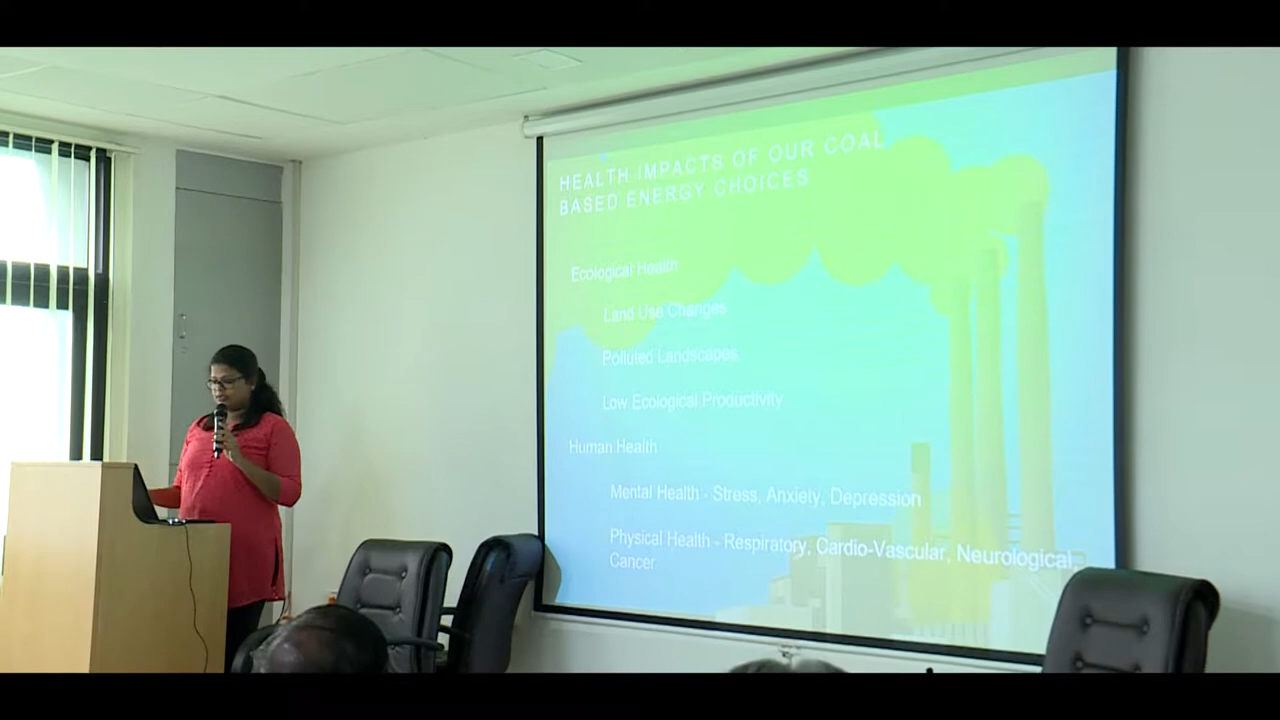 HEALTH IMPACTS OF OUR COAL
BASED ENERGY CHOICES
Ecological Health
Land Use Changes
Polluted Landscapes
Low Ecological Productivity
Human Health
Mental Health - Stress, Anxiety, Depression
Physical Health - Respiratory, Cardio-Vascular, Neurological,
Cancer